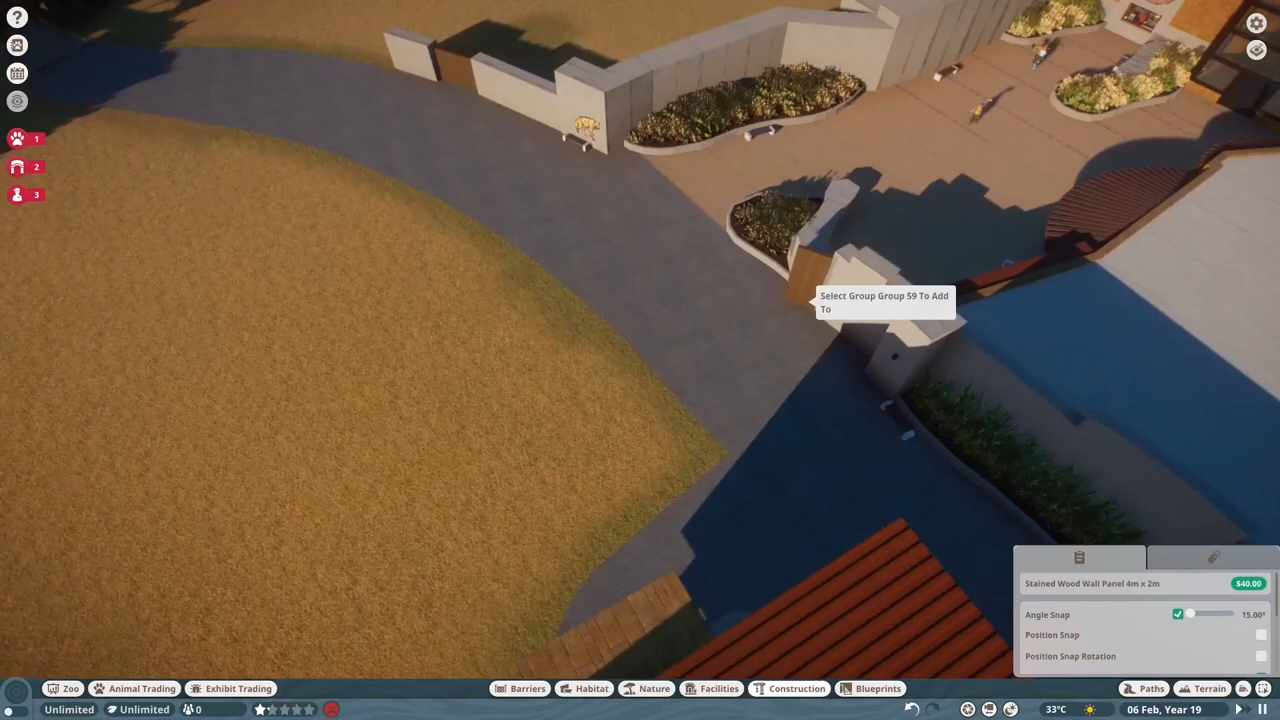 ?
1
2
3
Select Group Group 59 To Add
To
Stained Wood Wall Panel 4m x 2m
$40.00
Angle Snap
15.00°
Position Snap
Position Snap Rotation
Zoo
Animal Trading
Exhibit Trading
Barriers
Habitat
Nature
Facilities
Construction
Blueprints
Paths
Terrain
Unlimited
Unlimited
0
33°C
06 Feb, Year 19